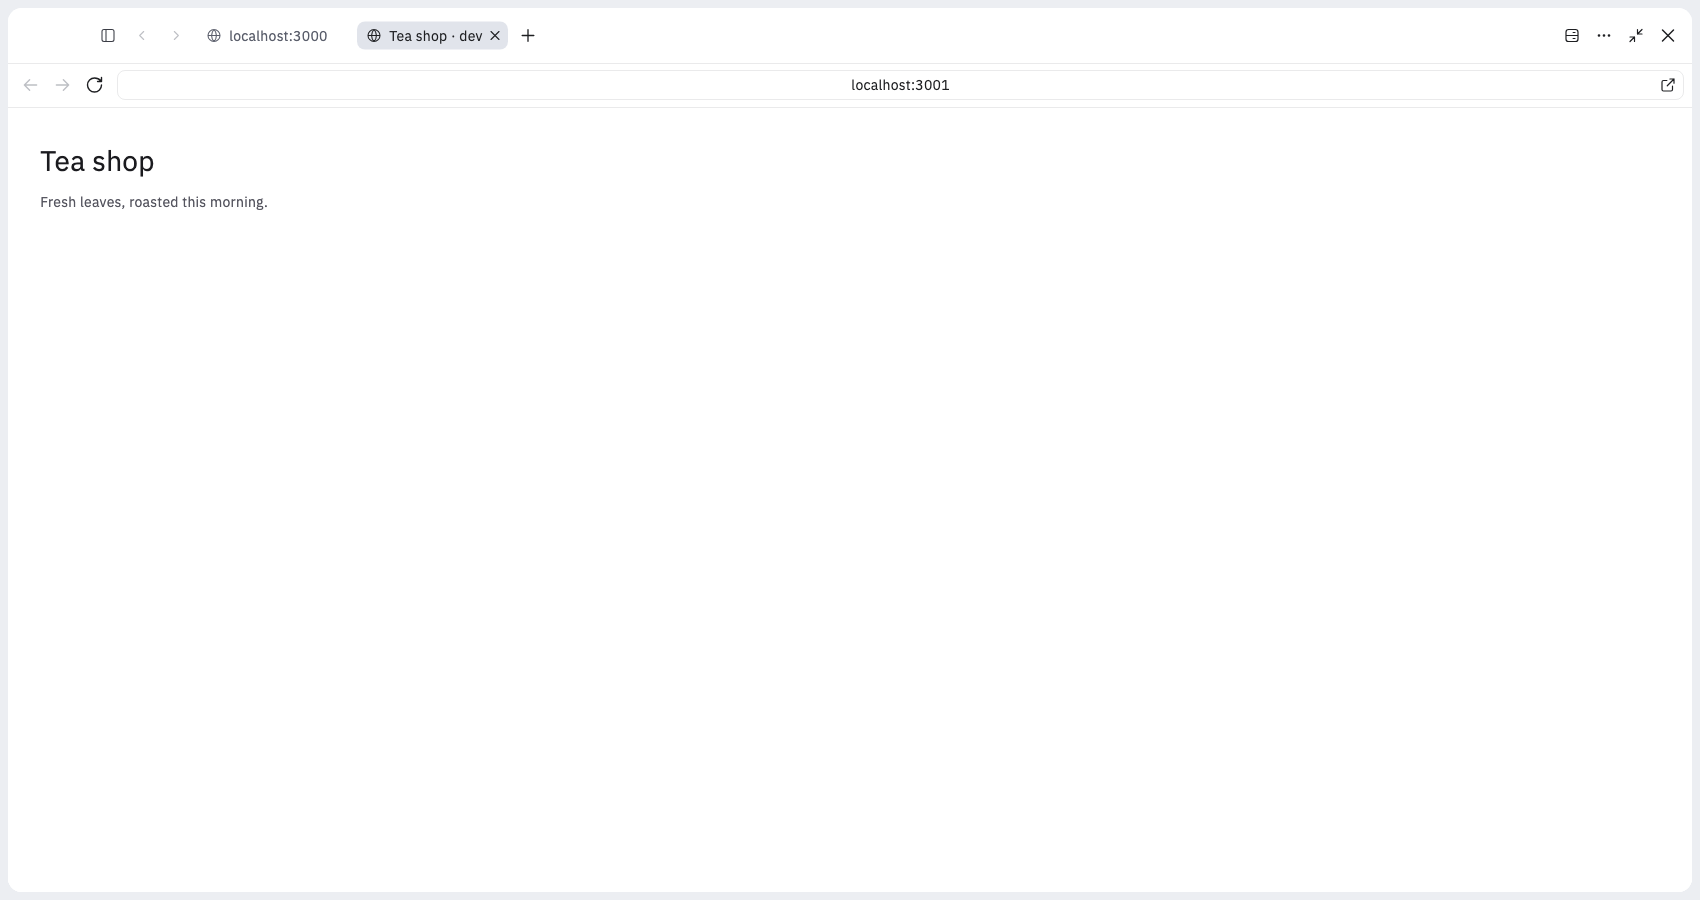 localhost:3000
Tea shop · dev
localhost:3001
Tea shop
Fresh leaves, roasted this morning.